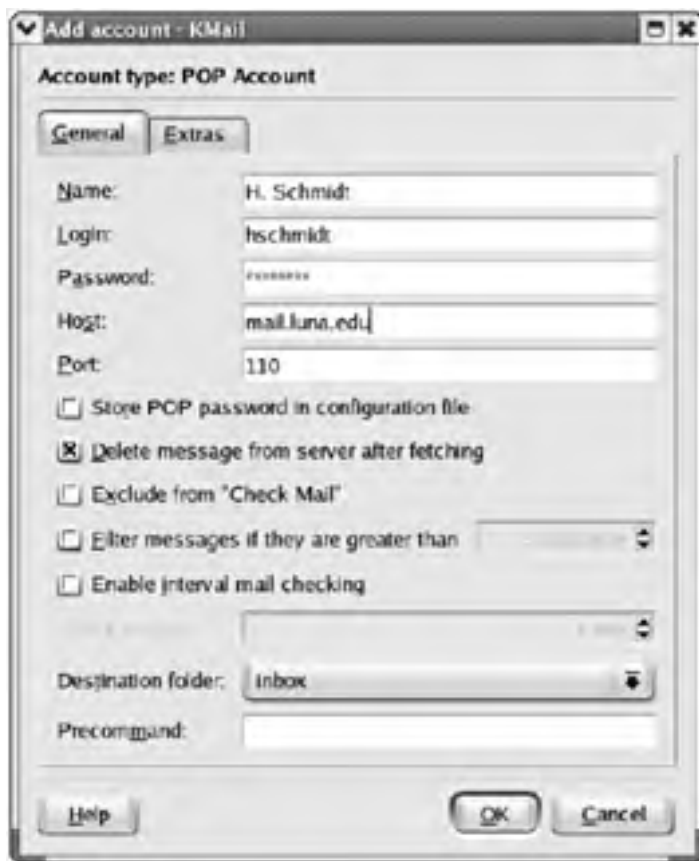 Add account - KMail
Account type: POP Account
General Extras
Name: H. Schmidt
Login: hschmidt
Password: ********
Host: mail.luna.edu
Port: 110
Store POP password in configuration file
Delete message from server after fetching
Exclude from "Check Mail"
Filter messages if they are greater than
Enable interval mail checking
Destination folder: inbox
Precommand:
Help OK Cancel